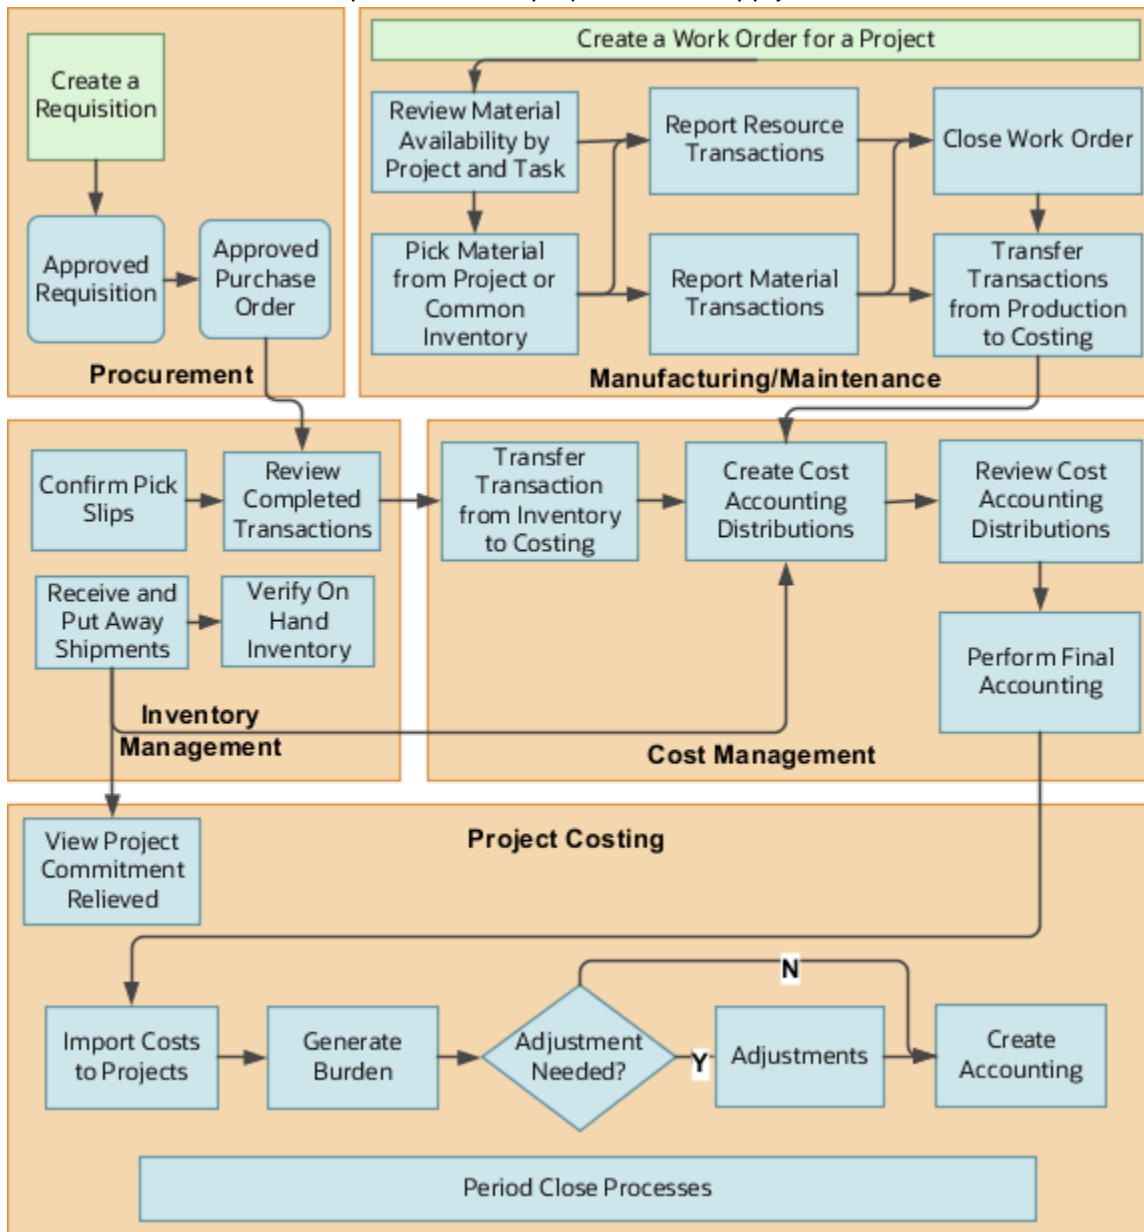 Create a
Requisition
Approved
Requisition
Approved
Purchase
Order
Procurement
Create a Work Order for a Project
Review Material
Availability by
Project and Task
Report Resource
Transactions
Close Work Order
Pick Material
from Project or
Common
Inventory
Report Material
Transactions
Transfer
Transactions
from Production
to Costing
Manufacturing/Maintenance
Confirm Pick
Slips
Review
Completed
Transactions
Receive and
Put Away
Shipments
Verify On
Hand
Inventory
Inventory
Management
Transfer
Transaction
from Inventory
to Costing
Create Cost
Accounting
Distributions
Review Cost
Accounting
Distributions
Perform Final
Accounting
Cost Management
Project Costing
View Project
Commitment
Relieved
Import Costs
to Projects
Generate
Burden
Adjustment
Needed?
N
Y
Adjustments
Create
Accounting
Period Close Processes